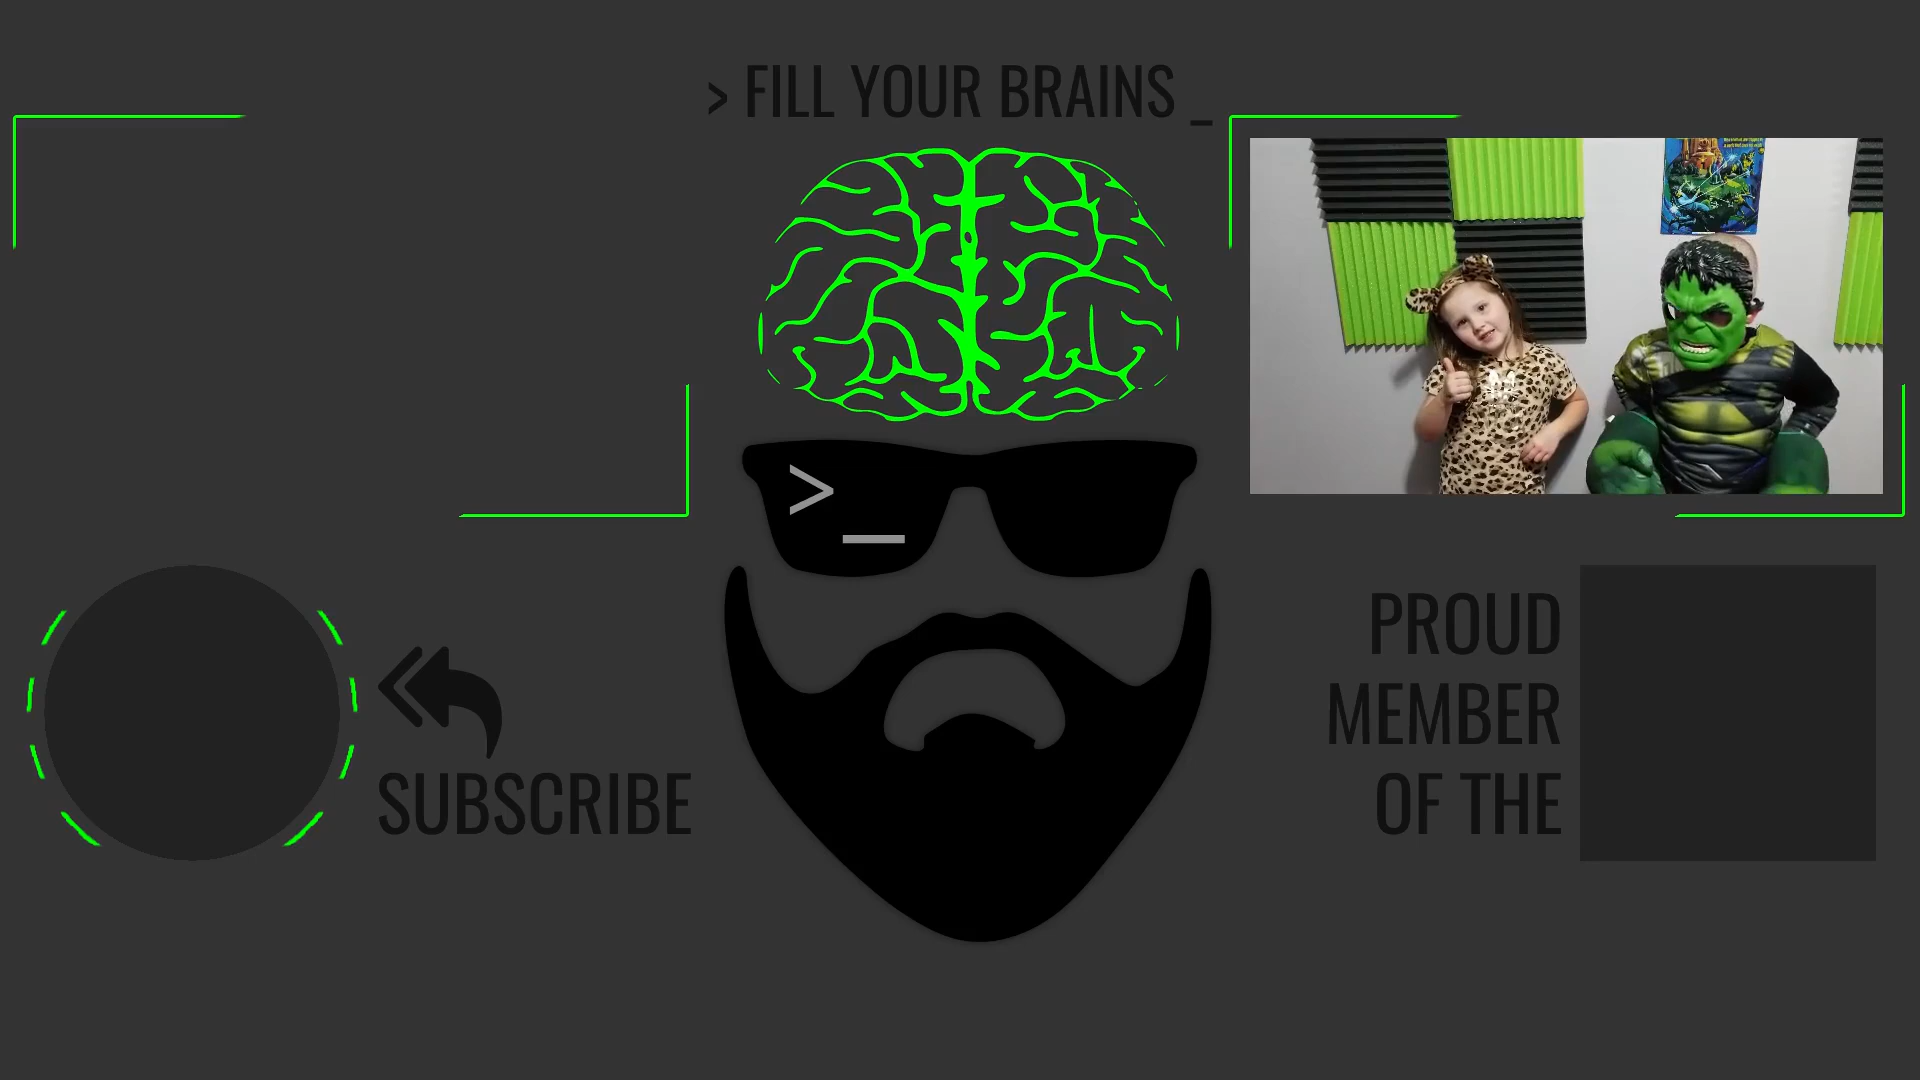 > FILL YOUR BRAINS _
>_
SUBSCRIBE
PROUD
MEMBER
OF THE